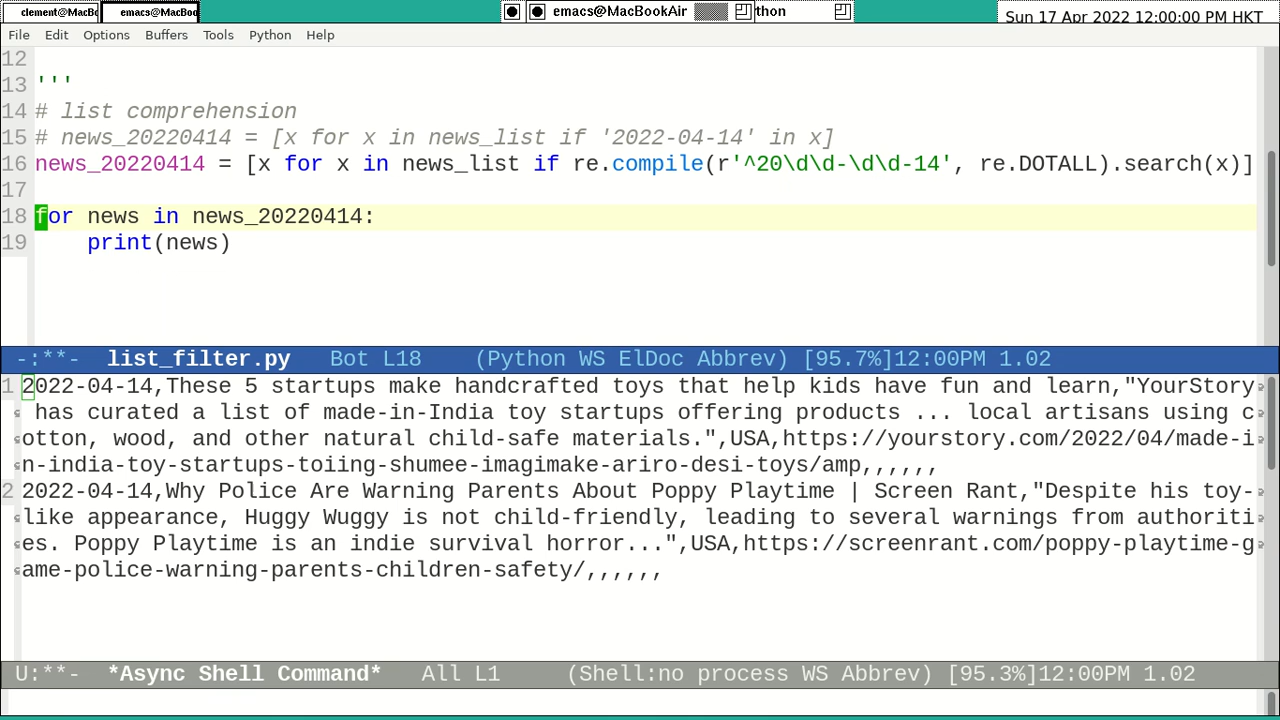 clement@MacBo emacs@MacBoo emacs@MacBookAir thon Sun 17 Apr 2022 12:00:00 PM HKT
File Edit Options Buffers Tools Python Help
12
13 '''
14 # list comprehension
15 # news_20220414 = [x for x in news_list if '2022-04-14' in x]
16 news_20220414 = [x for x in news_list if re.compile(r'^20\d\d-\d\d-14', re.DOTALL).search(x)]
17
18 for news in news_20220414:
19     print(news)
-:**-  list_filter.py   Bot L18    (Python WS ElDoc Abbrev) [95.7%]12:00PM 1.02
1 2022-04-14,These 5 startups make handcrafted toys that help kids have fun and learn,"YourStory
has curated a list of made-in-India toy startups offering products ... local artisans using c
otton, wood, and other natural child-safe materials.",USA,https://yourstory.com/2022/04/made-i
n-india-toy-startups-toiing-shumee-imagimake-ariro-desi-toys/amp,,,,,,
2 2022-04-14,Why Police Are Warning Parents About Poppy Playtime | Screen Rant,"Despite his toy-
like appearance, Huggy Wuggy is not child-friendly, leading to several warnings from authoriti
es. Poppy Playtime is an indie survival horror...",USA,https://screenrant.com/poppy-playtime-g
ame-police-warning-parents-children-safety/,,,,,,
U:**-  *Async Shell Command*   All L1     (Shell:no process WS Abbrev) [95.3%]12:00PM 1.02